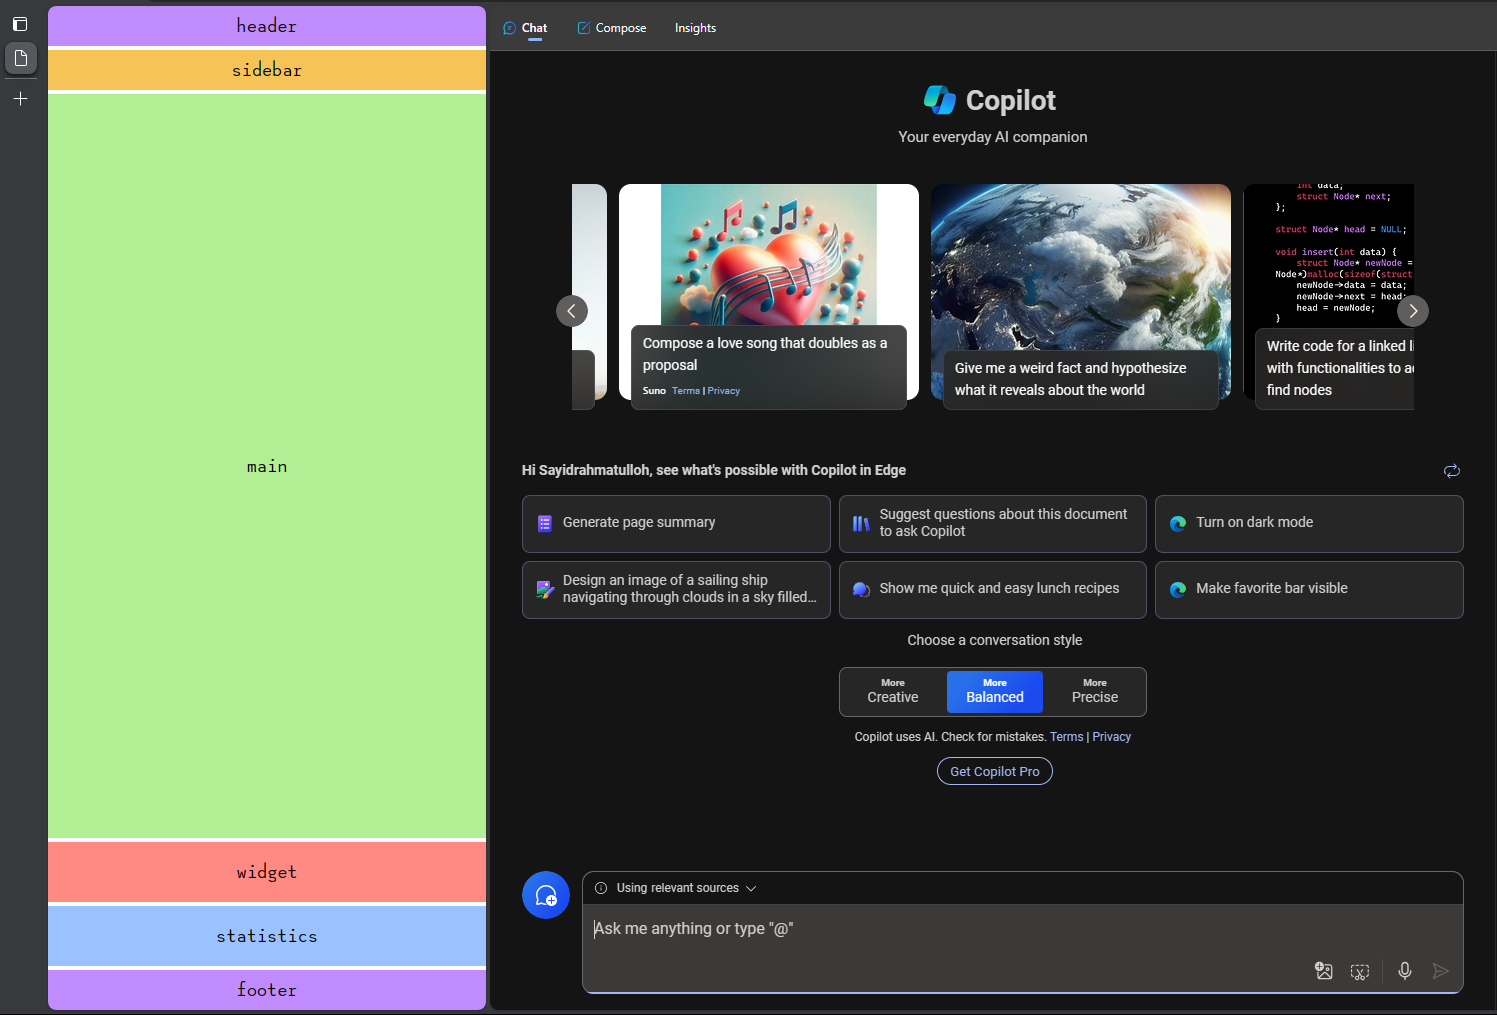 header
sidebar
main
widget
statistics
footer
Chat
Compose
Insights
Copilot
Your everyday AI companion
Compose a love song that doubles as a
proposal
Suno Terms | Privacy
Give me a weird fact and hypothesize
what it reveals about the world
int data;
struct Node* next;
};
struct Node* head = NULL;
void insert(int data) {
struct Node* newNode =
Node*)malloc(sizeof(struct
newNode->data = data;
newNode->next = head;
head = newNode;
}
Write code for a linked li
with functionalities to a
find nodes
Hi Sayidrahmatulloh, see what's possible with Copilot in Edge
Generate page summary
Suggest questions about this document
to ask Copilot
Turn on dark mode
Design an image of a sailing ship
navigating through clouds in a sky filled...
Show me quick and easy lunch recipes
Make favorite bar visible
Choose a conversation style
More
Creative
More
Balanced
More
Precise
Copilot uses AI. Check for mistakes. Terms | Privacy
Get Copilot Pro
Using relevant sources
Ask me anything or type "@"